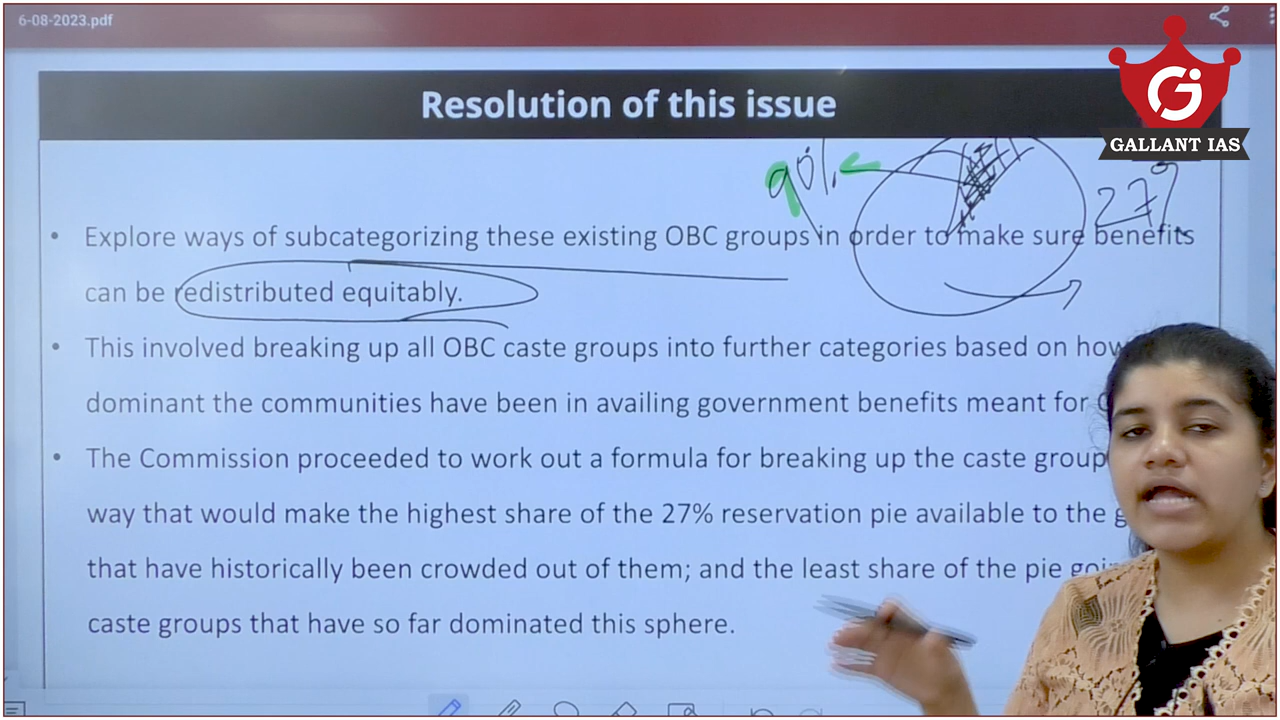 6-08-2023.pdf
GALLANT IAS
Resolution of this issue
90%
27%
• Explore ways of subcategorizing these existing OBC groups in order to make sure benefits
can be redistributed equitably.
• This involved breaking up all OBC caste groups into further categories based on how
dominant the communities have been in availing government benefits meant for
• The Commission proceeded to work out a formula for breaking up the caste group
way that would make the highest share of the 27% reservation pie available to the g
that have historically been crowded out of them; and the least share of the pie goi
caste groups that have so far dominated this sphere.